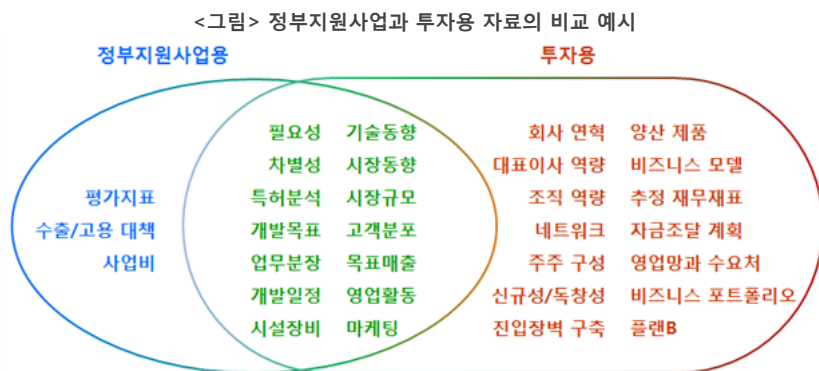 <그림> 정부지원사업과 투자용 자료의 비교 예시
정부지원사업용
투자용
평가지표
수출/고용 대책
사업비
필요성 기술동향
차별성 시장동향
특허분석 시장규모
개발목표 고객분포
업무분장 목표매출
개발일정 영업활동
시설장비 마케팅
회사 연혁 양산 제품
대표이사 역량 비즈니스 모델
조직 역량 추정 재무재표
네트워크 자금조달 계획
주주 구성 영업망과 수요처
신규성/독창성 비즈니스 포트폴리오
진입장벽 구축 플랜B